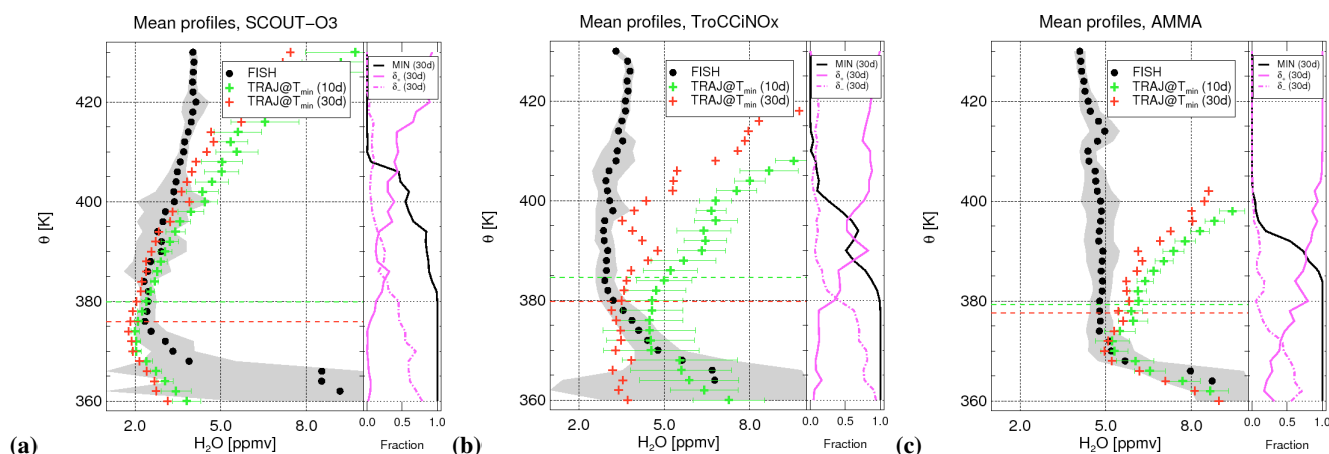 Mean profiles, SCOUT−O3
FISH
TRAJ@T_min (10d)
TRAJ@T_min (30d)
MIN (30d)
δ₊ (30d)
δ₋ (30d)
420
400
380
360
θ [K]
2.0
5.0
8.0
0.0
0.5
1.0
H₂O [ppmv]
Fraction
(a)
Mean profiles, TroCCiNOx
FISH
TRAJ@T_min (10d)
TRAJ@T_min (30d)
MIN (30d)
δ₊ (30d)
δ₋ (30d)
420
400
380
360
θ [K]
2.0
5.0
8.0
0.0
0.5
1.0
H₂O [ppmv]
Fraction
(b)
Mean profiles, AMMA
FISH
TRAJ@T_min (10d)
TRAJ@T_min (30d)
MIN (30d)
δ₊ (30d)
δ₋ (30d)
420
400
380
360
θ [K]
2.0
5.0
8.0
0.0
0.5
1.0
H₂O [ppmv]
Fraction
(c)